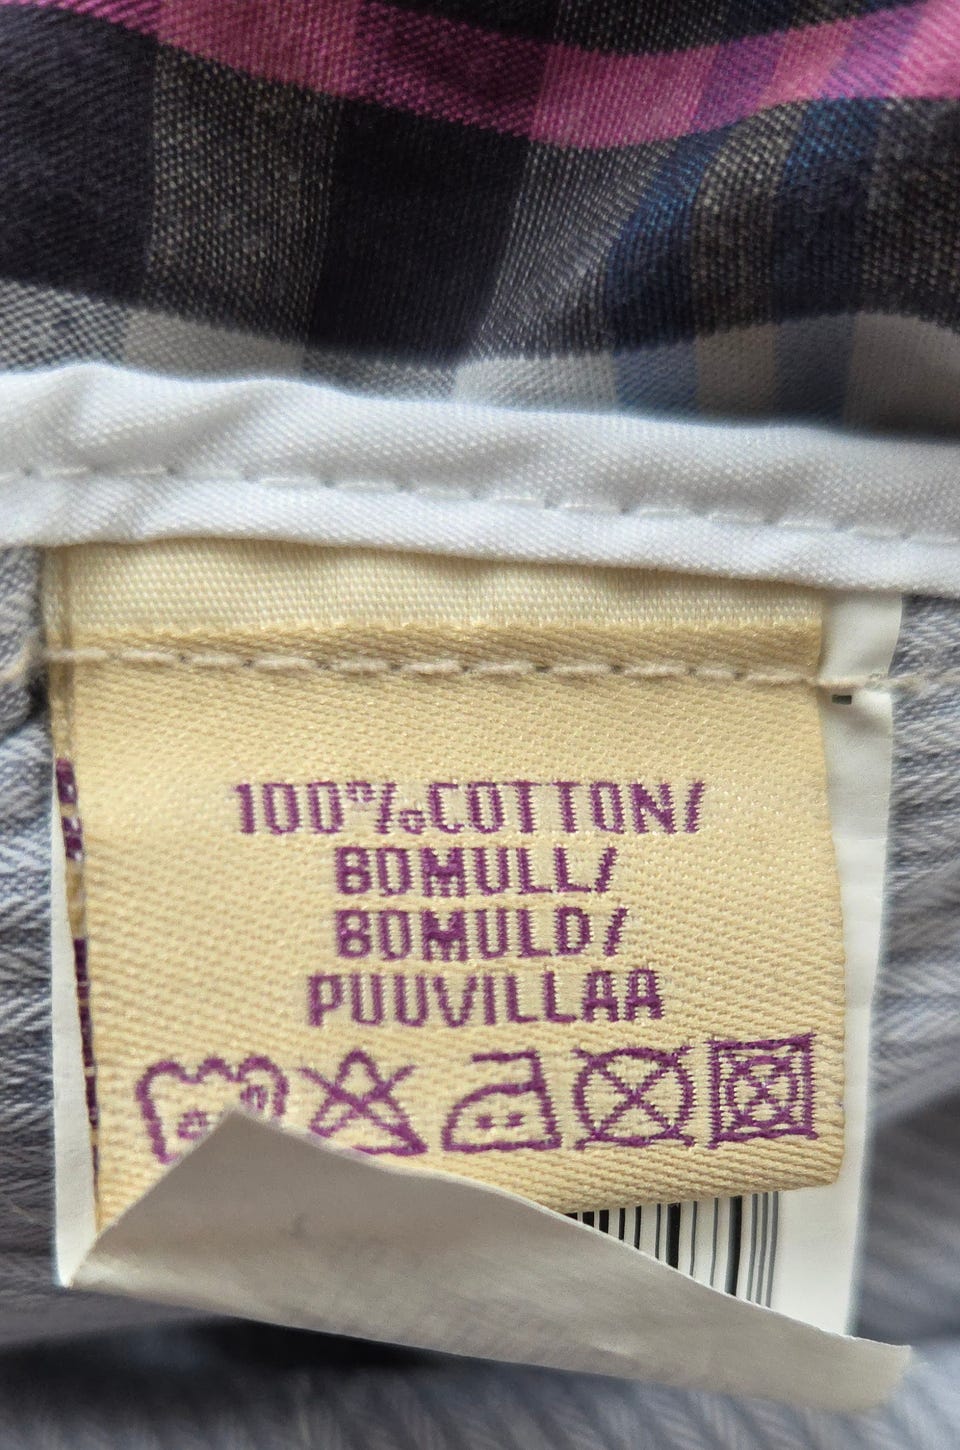 100% COTTON/
BOMULL/
BOMULD/
PUUVILLAA